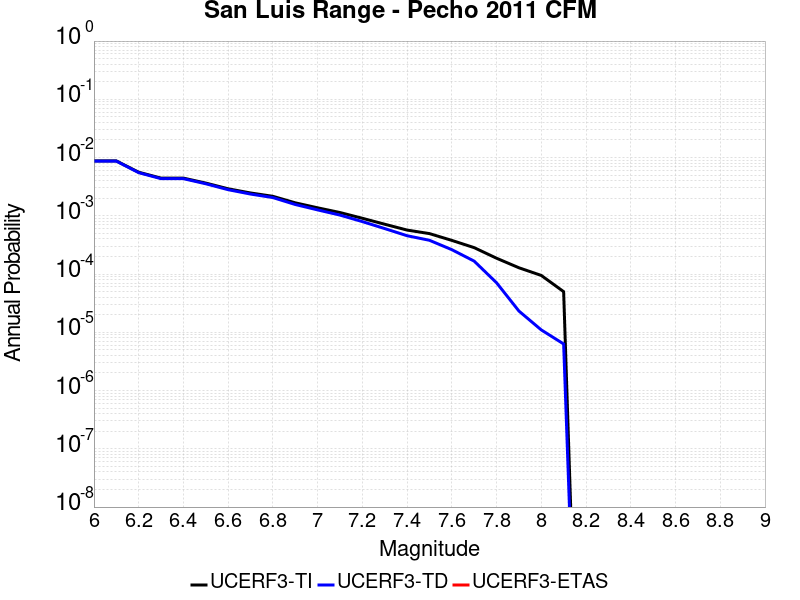 San Luis Range - Pecho 2011 CFM
10^0
10^-1
10^-2
10^-3
10^-4
10^-5
10^-6
10^-7
10^-8
Annual Probability
6 6.2 6.4 6.6 6.8 7 7.2 7.4 7.6 7.8 8 8.2 8.4 8.6 8.8 9
Magnitude
UCERF3-TI UCERF3-TD UCERF3-ETAS